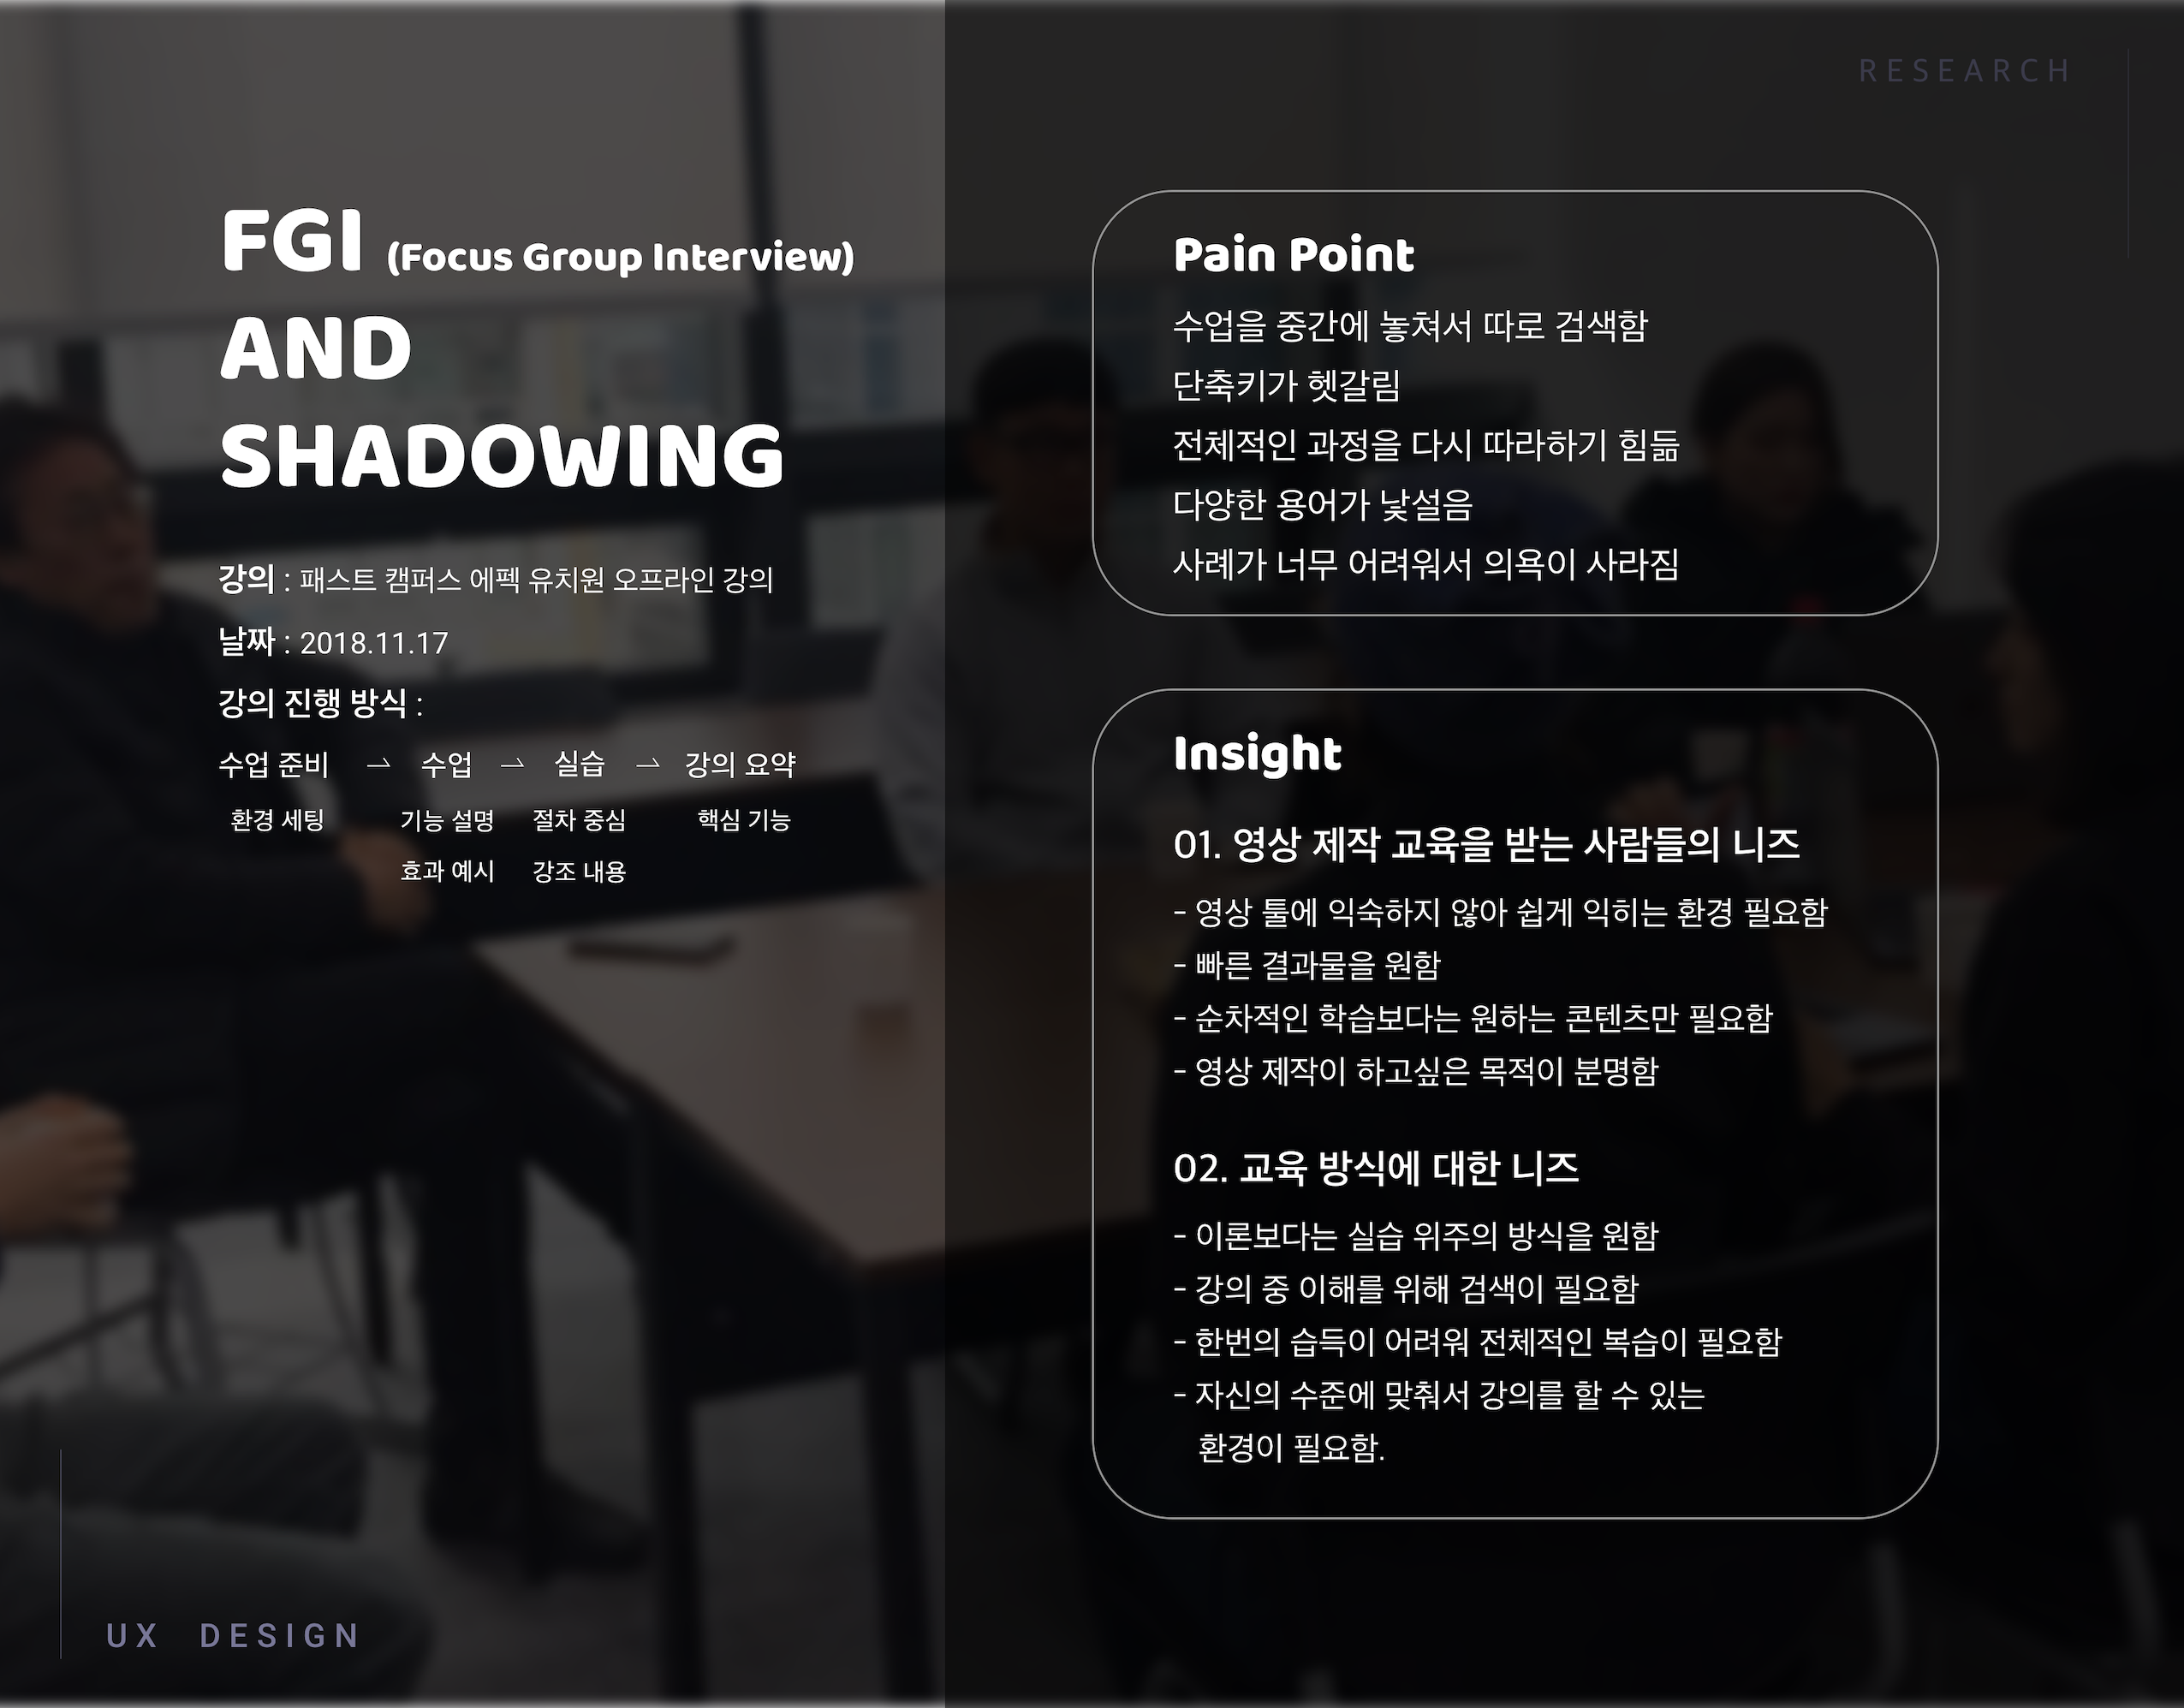 RESEARCH
FGI (Focus Group Interview)
AND
SHADOWING
강의 : 패스트 캠퍼스 에펙 유치원 오프라인 강의
날짜 : 2018.11.17
강의 진행 방식 :
수업 준비 → 수업 → 실습 → 강의 요약
환경 세팅 기능 설명 절차 중심 핵심 기능
효과 예시 강조 내용
Pain Point
수업을 중간에 놓쳐서 따로 검색함
단축키가 헷갈림
전체적인 과정을 다시 따라하기 힘듦
다양한 용어가 낯설음
사례가 너무 어려워서 의욕이 사라짐
Insight
01. 영상 제작 교육을 받는 사람들의 니즈
- 영상 툴에 익숙하지 않아 쉽게 익히는 환경 필요함
- 빠른 결과물을 원함
- 순차적인 학습보다는 원하는 콘텐츠만 필요함
- 영상 제작이 하고싶은 목적이 분명함
02. 교육 방식에 대한 니즈
- 이론보다는 실습 위주의 방식을 원함
- 강의 중 이해를 위해 검색이 필요함
- 한번의 습득이 어려워 전체적인 복습이 필요함
- 자신의 수준에 맞춰서 강의를 할 수 있는
환경이 필요함.
UX DESIGN